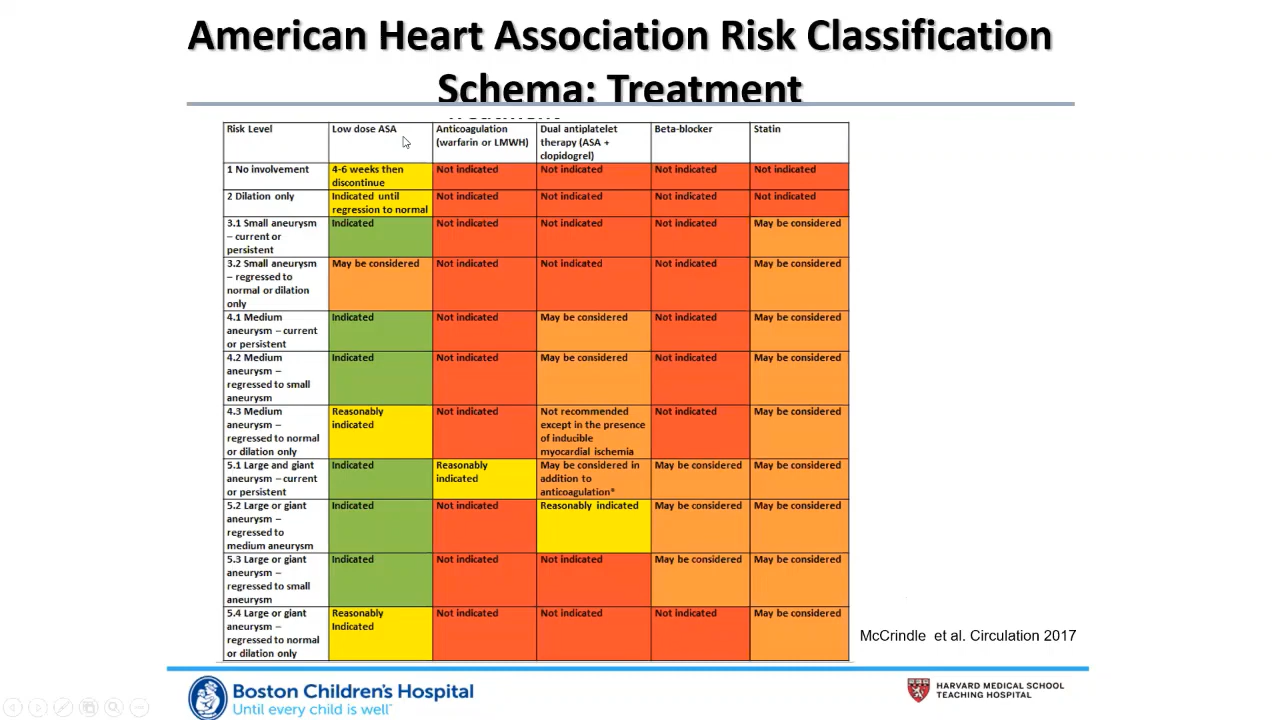 American Heart Association Risk Classification
Schema: Treatment
Risk Level
Low dose ASA
Anticoagulation
(warfarin or LMWH)
Dual antiplatelet
therapy (ASA +
clopidogrel)
Beta-blocker
Statin
1 No involvement
4-6 weeks then
discontinue
Not indicated
Not indicated
Not indicated
Not indicated
2 Dilation only
Indicated until
regression to normal
Not indicated
Not indicated
Not indicated
Not indicated
3.1 Small aneurysm
– current or
persistent
Indicated
Not indicated
Not indicated
Not indicated
May be considered
3.2 Small aneurysm
– regressed to
normal or dilation
only
May be considered
Not indicated
Not indicated
Not indicated
May be considered
4.1 Medium
aneurysm – current
or persistent
Indicated
Not indicated
May be considered
Not indicated
May be considered
4.2 Medium
aneurysm –
regressed to small
aneurysm
Indicated
Not indicated
May be considered
Not indicated
May be considered
4.3 Medium
aneurysm –
regressed to normal
or dilation only
Reasonably
indicated
Not indicated
Not recommended
except in the presence
of inducible
myocardial ischemia
Not indicated
May be considered
5.1 Large and giant
aneurysm – current
or persistent
Indicated
Reasonably
indicated
May be considered in
addition to
anticoagulation*
May be considered
May be considered
5.2 Large or giant
aneurysm –
regressed to
medium aneurysm
Indicated
Not indicated
Reasonably indicated
May be considered
May be considered
5.3 Large or giant
aneurysm –
regressed to small
aneurysm
Indicated
Not indicated
Not indicated
May be considered
May be considered
5.4 Large or giant
aneurysm –
regressed to normal
or dilation only
Reasonably
Indicated
Not indicated
Not indicated
Not indicated
May be considered
McCrindle et al. Circulation 2017
Boston Children's Hospital
Until every child is well™
HARVARD MEDICAL SCHOOL
TEACHING HOSPITAL